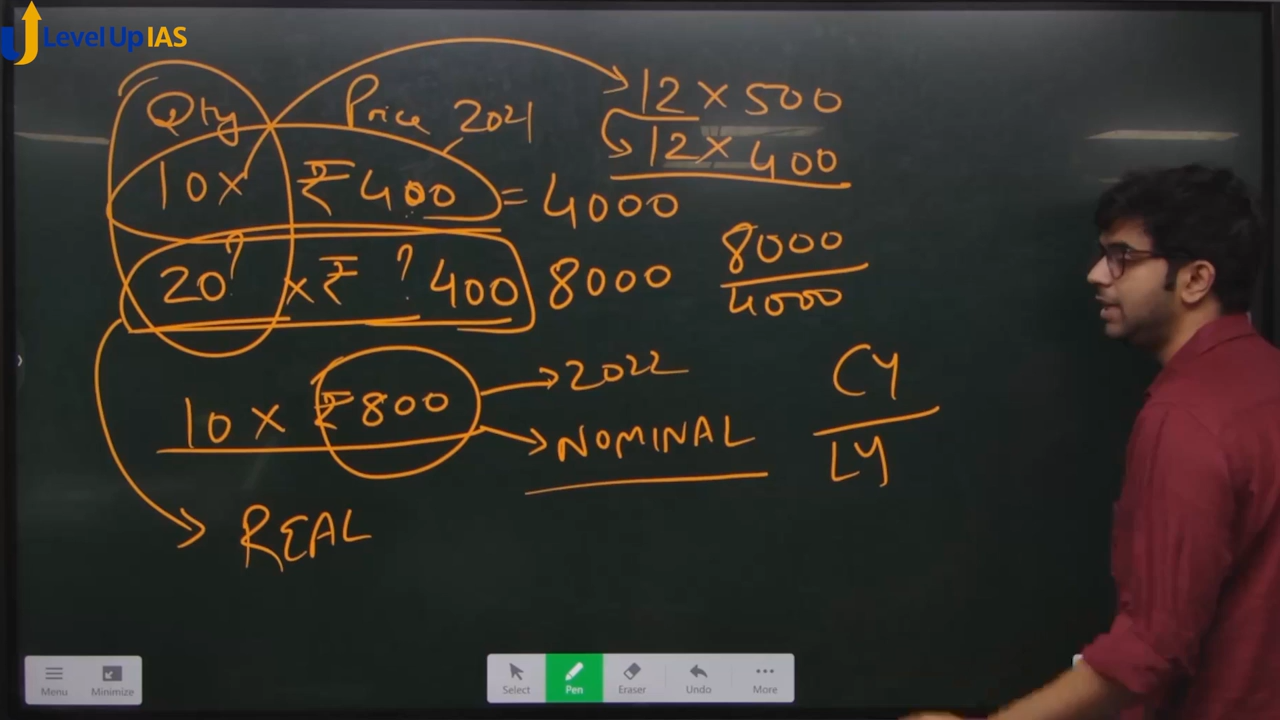 Level Up IAS
Qty Price 2021
10 x ₹400 = 4000
20? x ₹ ? 400 8000
10 x ₹800
2022
NOMINAL
REAL
12 x 500
12 x 400
8000
4000
CY
LY
Menu Minimize
Select Pen Eraser Undo More